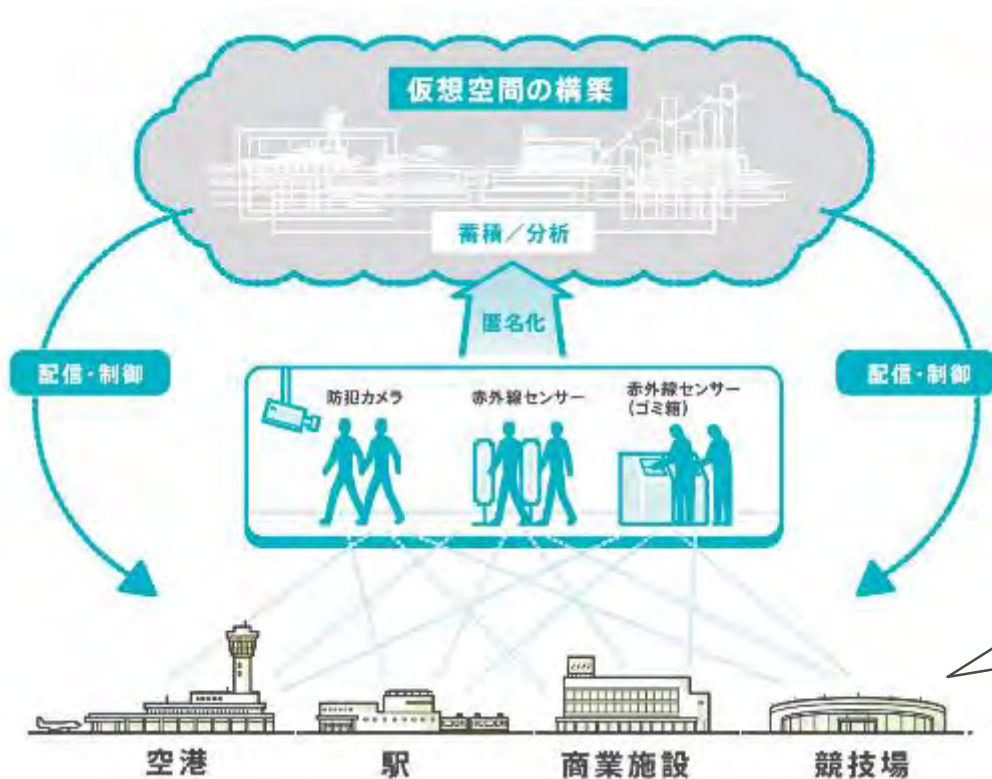 仮想空間の構築
蓄積／分析
匿名化
配信・制御
配信・制御
防犯カメラ
赤外線センサー
赤外線センサー
(ゴミ箱)
空港
駅
商業施設
競技場